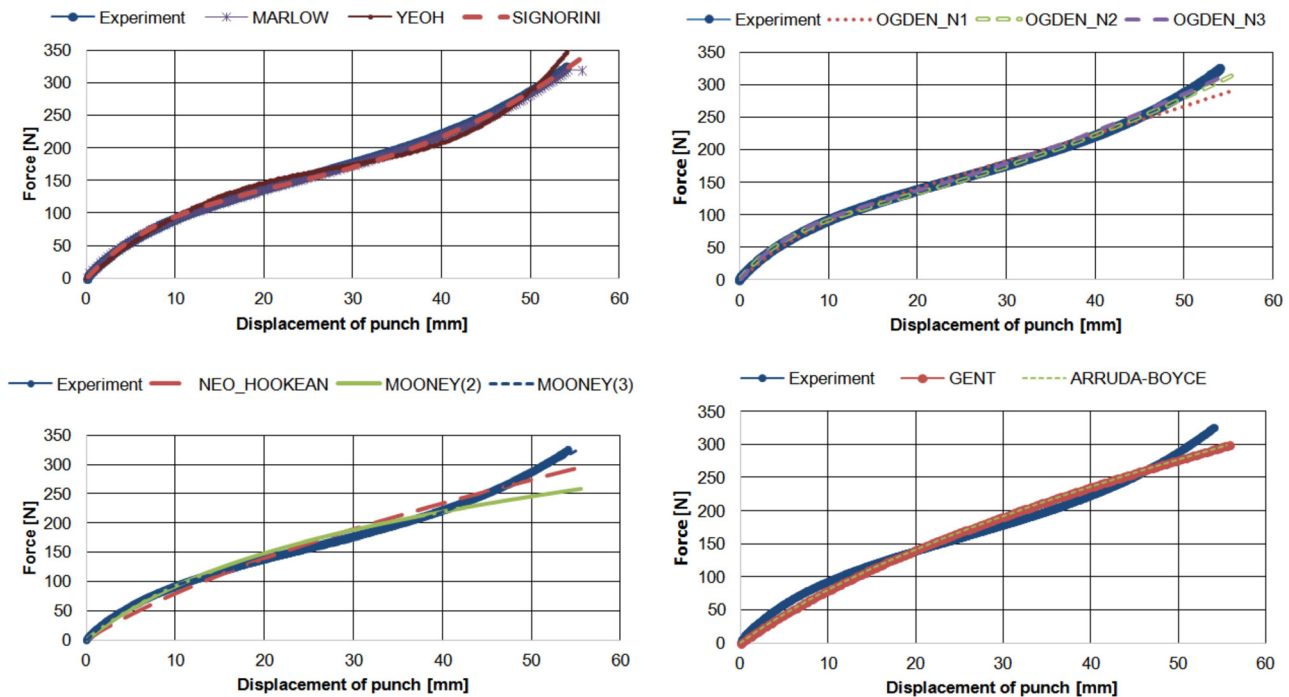 Experiment MARLOW YEOH SIGNORINI
350
300
250
200
150
100
50
0
Force [N]
0 10 20 30 40 50 60
Displacement of punch [mm]
Experiment OGDEN_N1 OGDEN_N2 OGDEN_N3
350
300
250
200
150
100
50
0
Force [N]
0 10 20 30 40 50 60
Displacement of punch [mm]
Experiment NEO_HOOKEAN MOONEY(2) MOONEY(3)
350
300
250
200
150
100
50
0
Force [N]
0 10 20 30 40 50 60
Displacement of punch [mm]
Experiment GENT ARRUDA-BOYCE
350
300
250
200
150
100
50
0
Force [N]
0 10 20 30 40 50 60
Displacement of punch [mm]